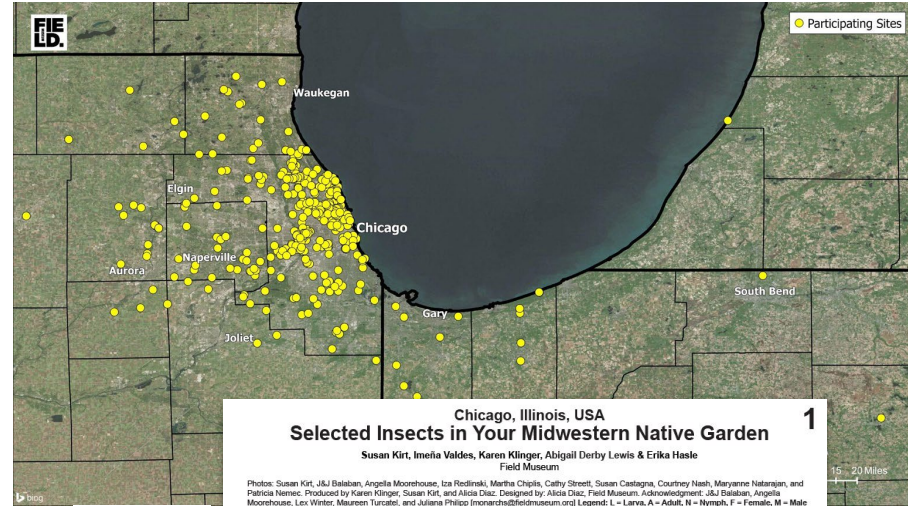 FIELD.
Participating Sites
Waukegan
Elgin
Chicago
Naperville
Aurora
South Bend
Gary
Joliet
Chicago, Illinois, USA
1
Selected Insects in Your Midwestern Native Garden
Susan Kirt, Imeña Valdes, Karen Klinger, Abigail Derby Lewis & Erika Hasle
Field Museum
Photos: Susan Kirt, J&J Balaban, Angella Moorehouse, Iza Redlinski, Martha Chiplis, Cathy Streett, Susan Castagna, Courtney Nash, Maryanne Natarajan, and
Patricia Nemec. Produced by Karen Klinger, Susan Kirt, and Alicia Diaz. Designed by: Alicia Diaz, Field Museum. Acknowledgment: J&J Balaban, Angella
Moorehouse, Lex Winter, Maureen Turcatel, and Juliana Philipp [monarchs@fieldmuseum.org] Legend: L = Larva, A = Adult, N = Nymph, F = Female, M = Male
15 20 Miles
bing